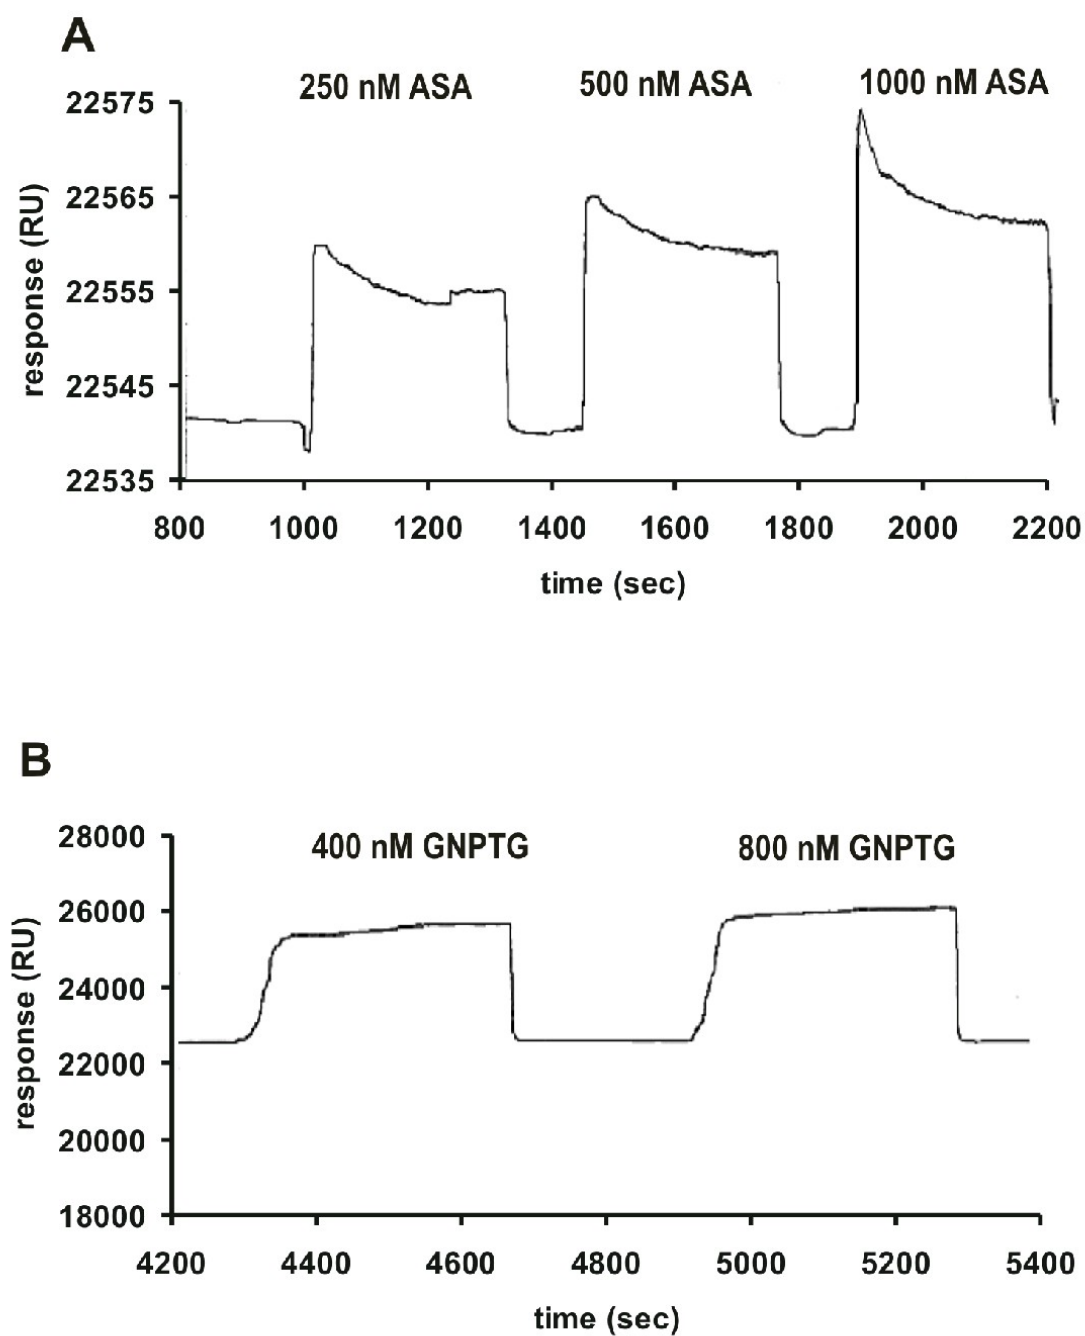 A
250 nM ASA 500 nM ASA 1000 nM ASA
22575
22565
22555
22545
22535
response (RU)
800 1000 1200 1400 1600 1800 2000 2200
time (sec)
B
400 nM GNPTG 800 nM GNPTG
28000
26000
24000
22000
20000
18000
response (RU)
4200 4400 4600 4800 5000 5200 5400
time (sec)